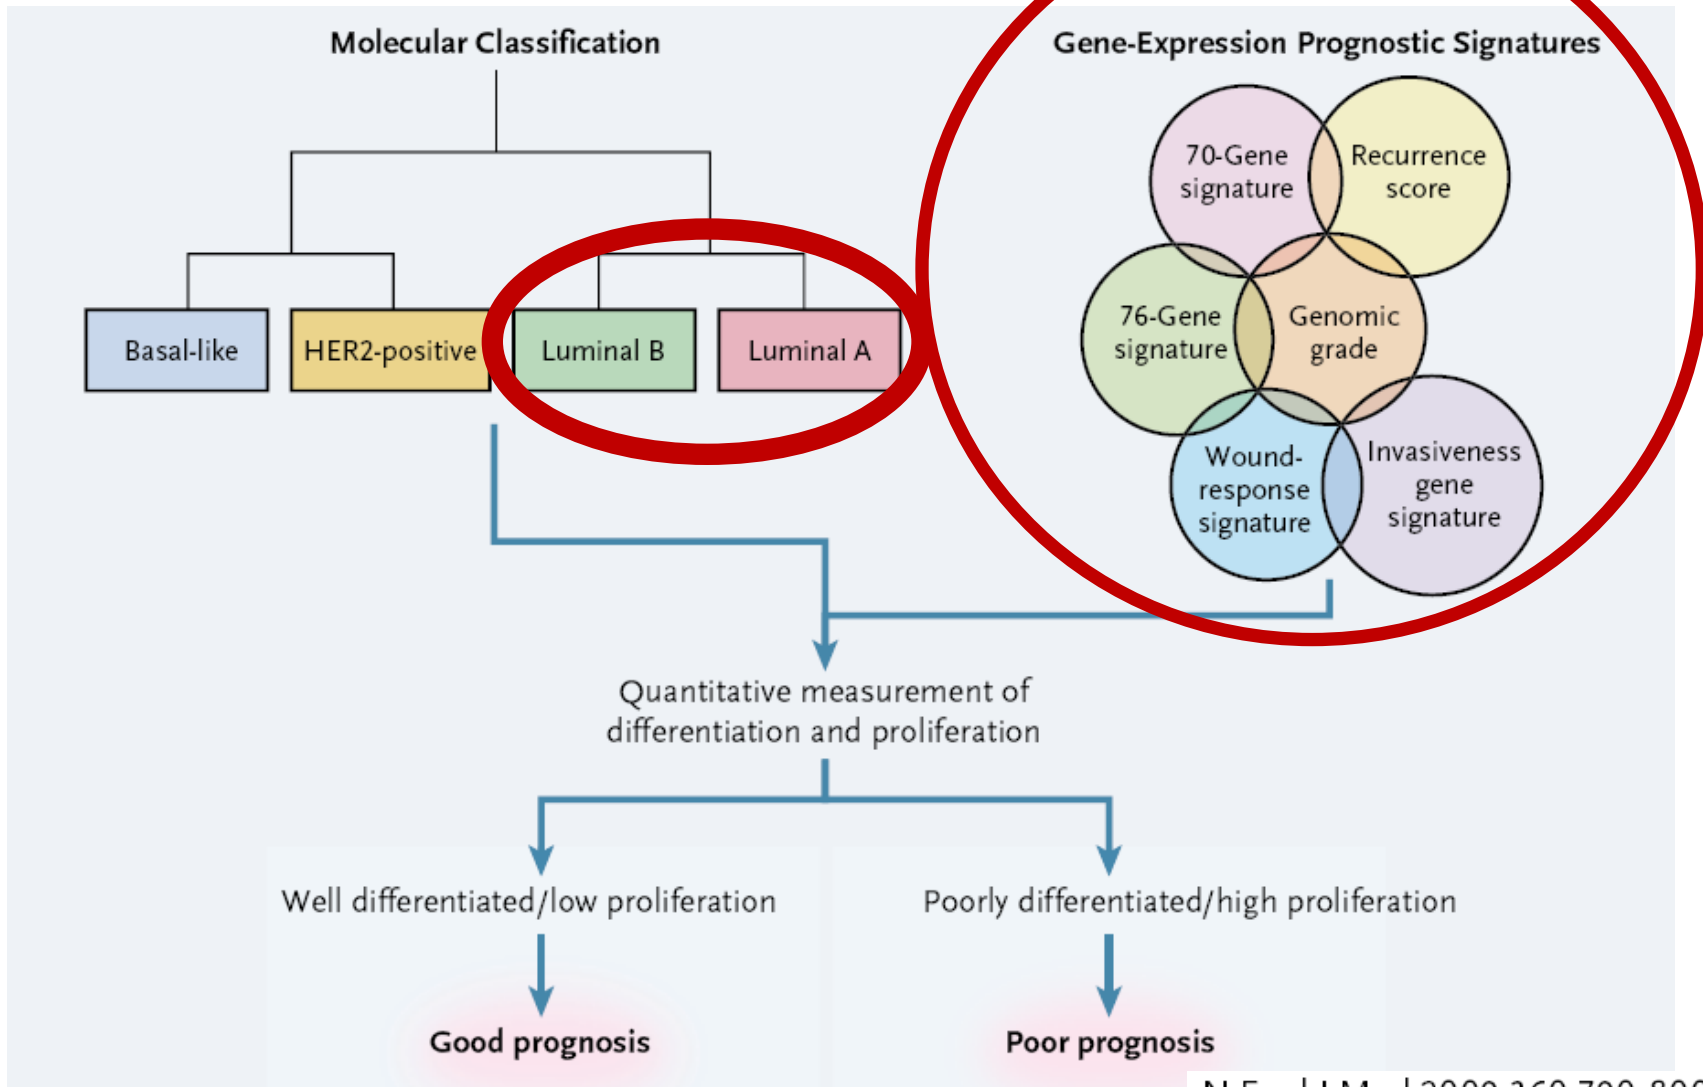 Molecular Classification
Gene-Expression Prognostic Signatures
Basal-like
HER2-positive
Luminal B
Luminal A
70-Gene
signature
Recurrence
score
76-Gene
signature
Genomic
grade
Wound-
response
signature
Invasiveness
gene
signature
Quantitative measurement of
differentiation and proliferation
Well differentiated/low proliferation
Poorly differentiated/high proliferation
Good prognosis
Poor prognosis